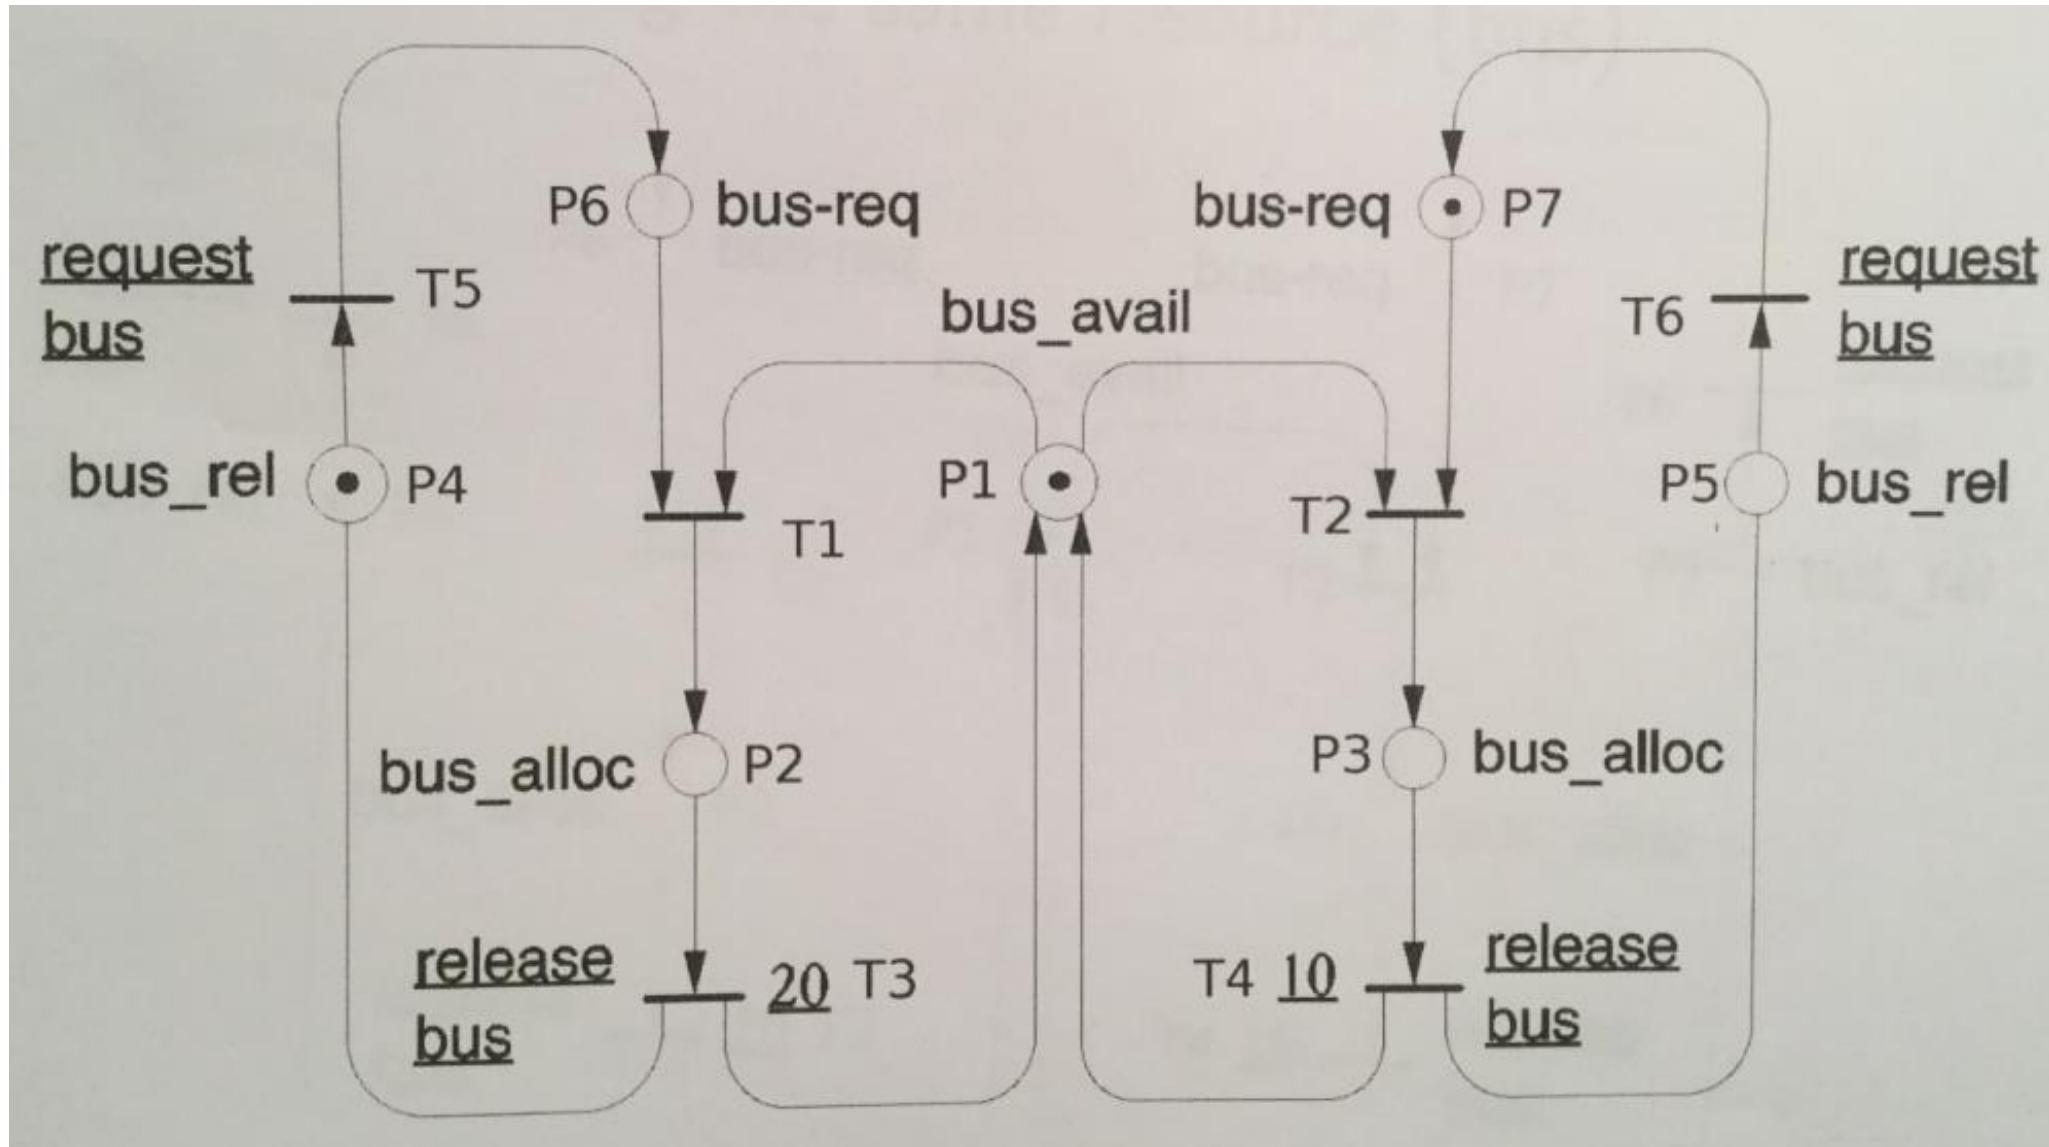 P6
bus-req
bus-req
P7
request
bus
T5
bus_avail
T6
request
bus
bus_rel
P4
P1
T1
T2
P5
bus_rel
bus_alloc
P2
P3
bus_alloc
release
bus
20
T3
T4
10
release
bus